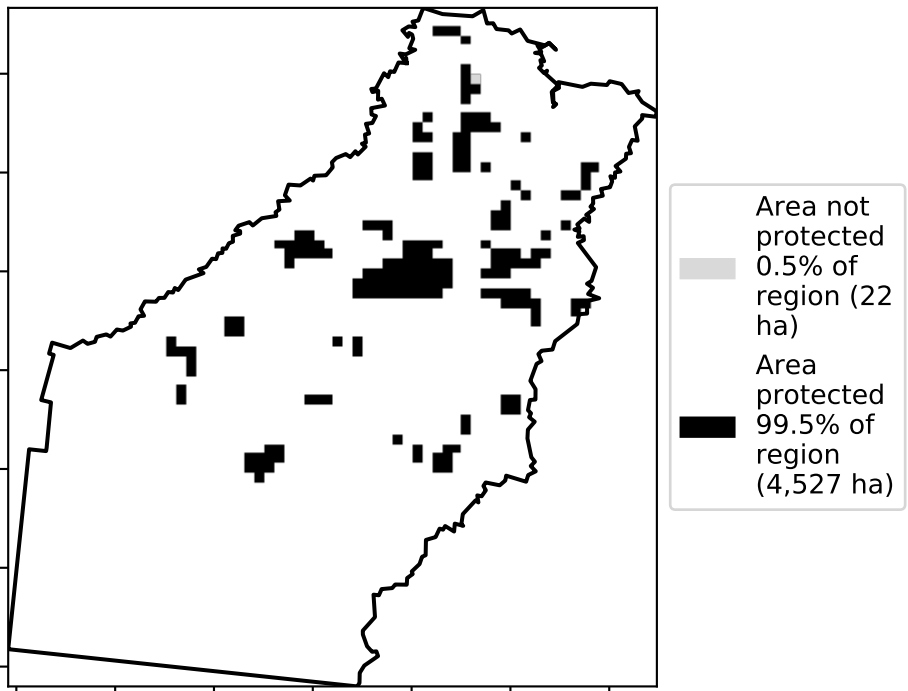 Area not
protected
0.5% of
region (22
ha)
Area
protected
99.5% of
region
(4,527 ha)